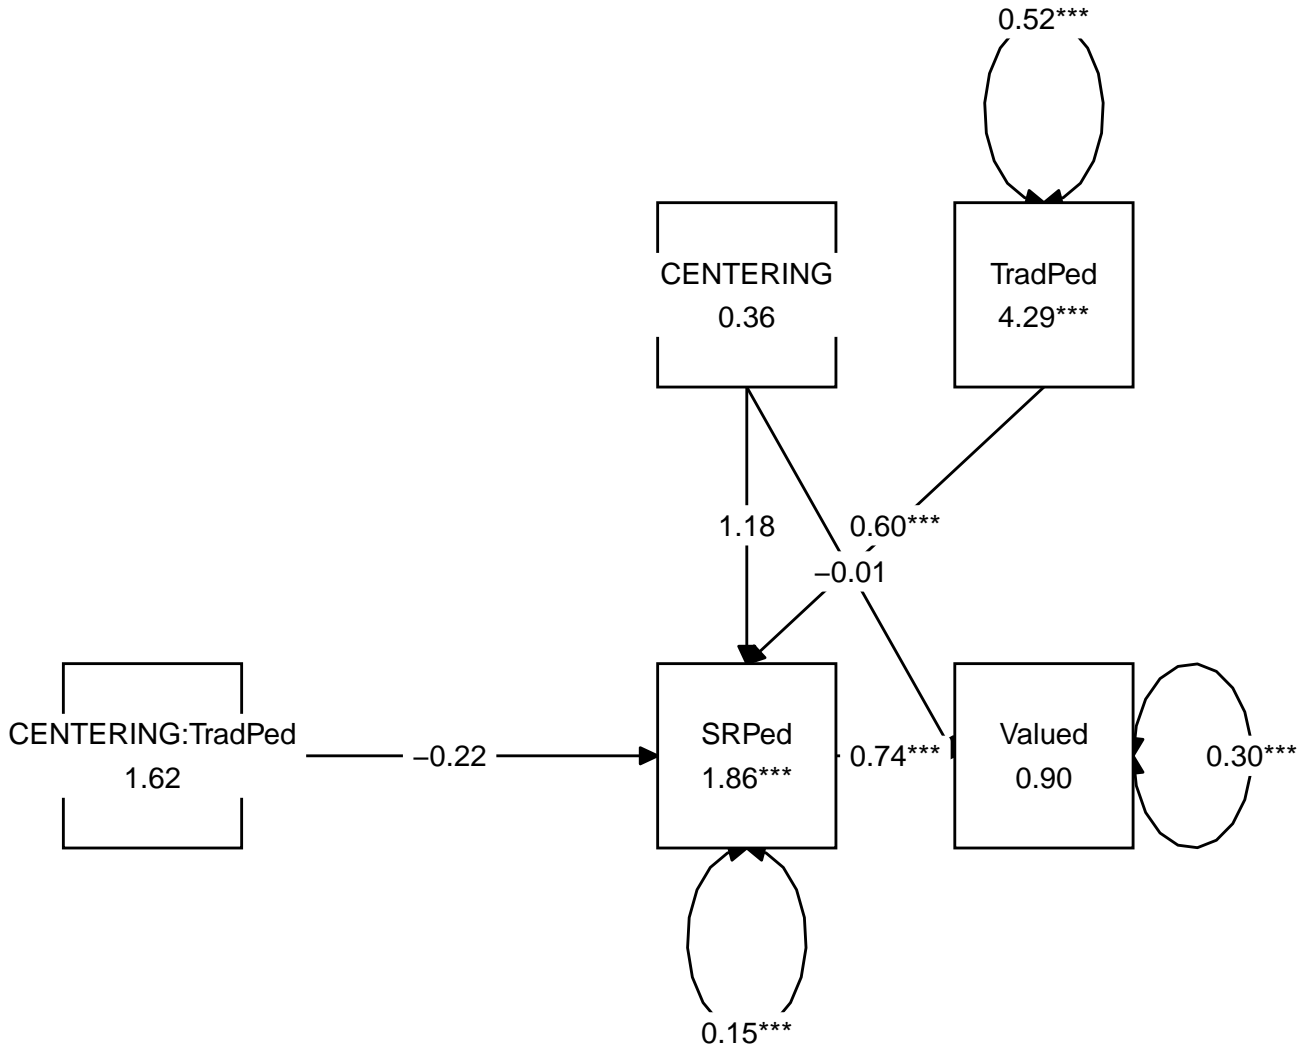 0.52***
CENTERING
0.36
TradPed
4.29***
1.18
0.60***
−0.01
CENTERING:TradPed
1.62
−0.22
SRPed
1.86***
0.74***
Valued
0.90
0.30***
0.15***